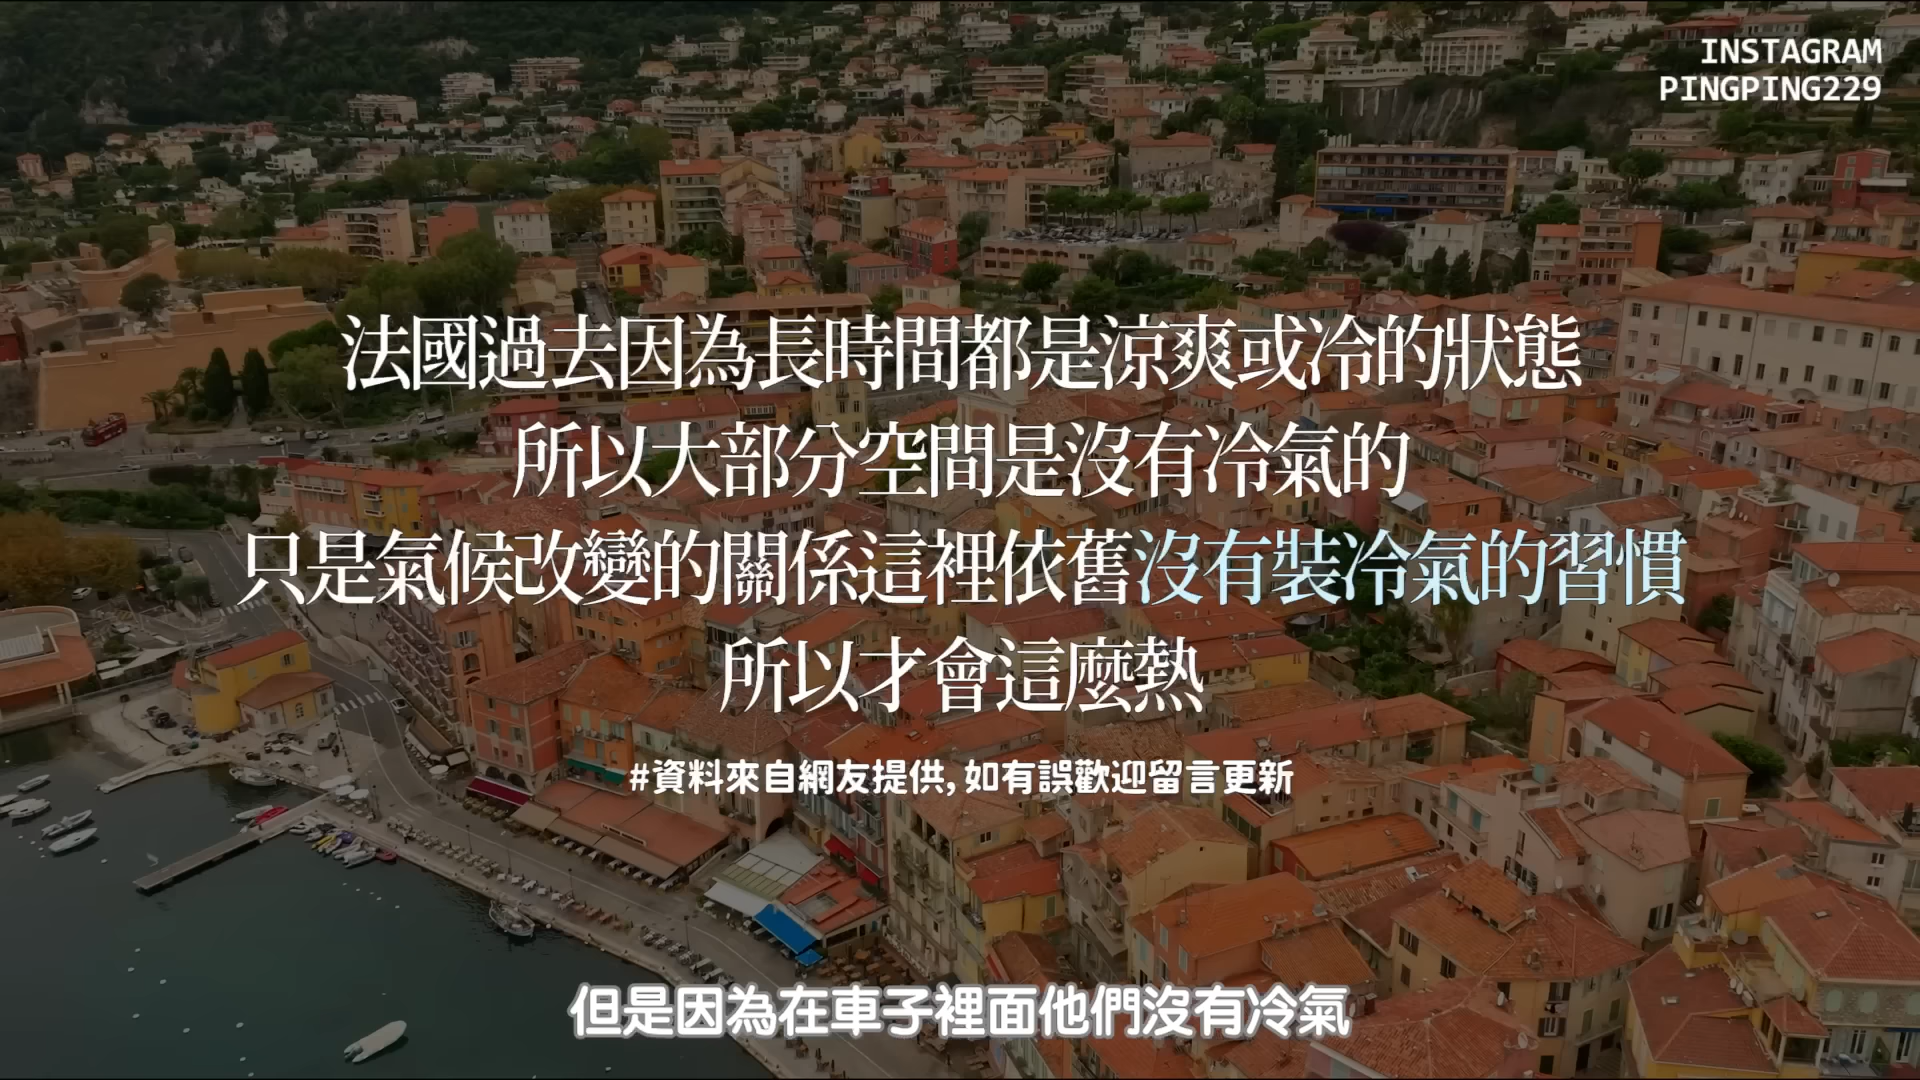 INSTAGRAM
PINGPING229
法國過去因為長時間都是涼爽或冷的狀態
所以大部分空間是沒有冷氣的
只是氣候改變的關係這裡依舊沒有裝冷氣的習慣
所以才會這麼熱
#資料來自網友提供,如有誤歡迎留言更新
但是因為在車子裡面他們沒有冷氣